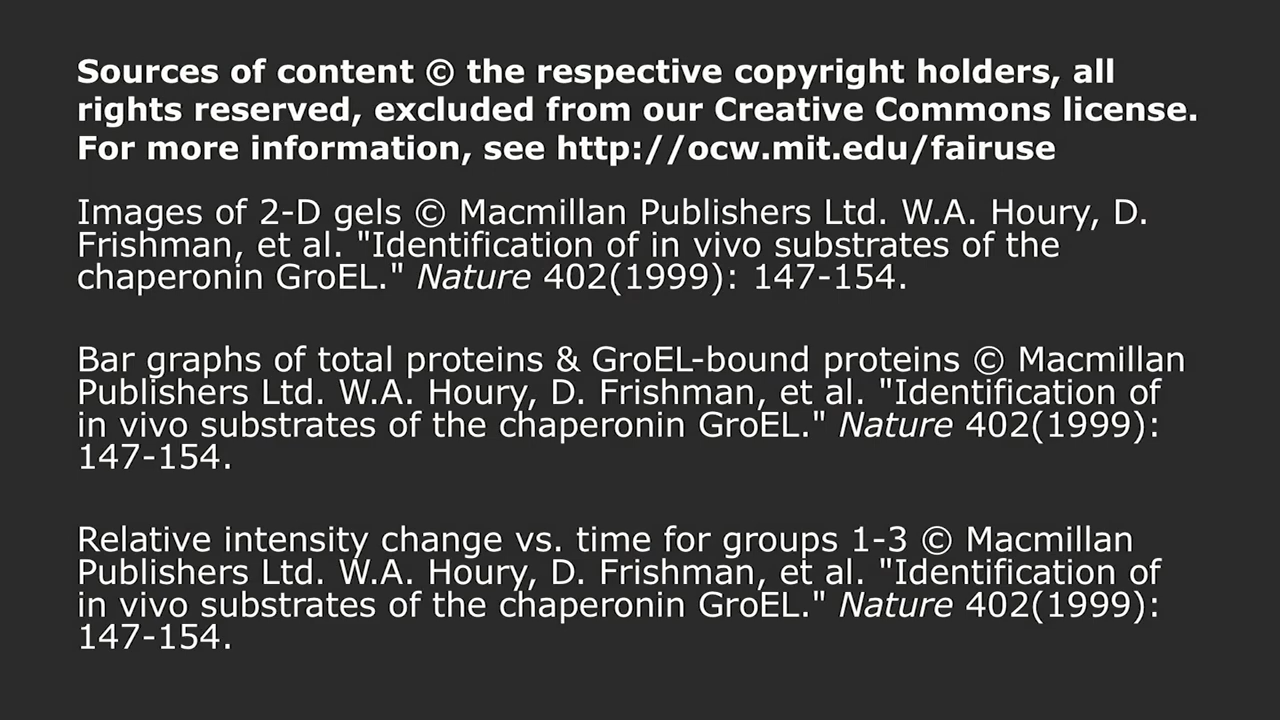 Sources of content © the respective copyright holders, all
rights reserved, excluded from our Creative Commons license.
For more information, see http://ocw.mit.edu/fairuse
Images of 2-D gels © Macmillan Publishers Ltd. W.A. Houry, D.
Frishman, et al. "Identification of in vivo substrates of the
chaperonin GroEL." Nature 402(1999): 147-154.
Bar graphs of total proteins & GroEL-bound proteins © Macmillan
Publishers Ltd. W.A. Houry, D. Frishman, et al. "Identification of
in vivo substrates of the chaperonin GroEL." Nature 402(1999):
147-154.
Relative intensity change vs. time for groups 1-3 © Macmillan
Publishers Ltd. W.A. Houry, D. Frishman, et al. "Identification of
in vivo substrates of the chaperonin GroEL." Nature 402(1999):
147-154.